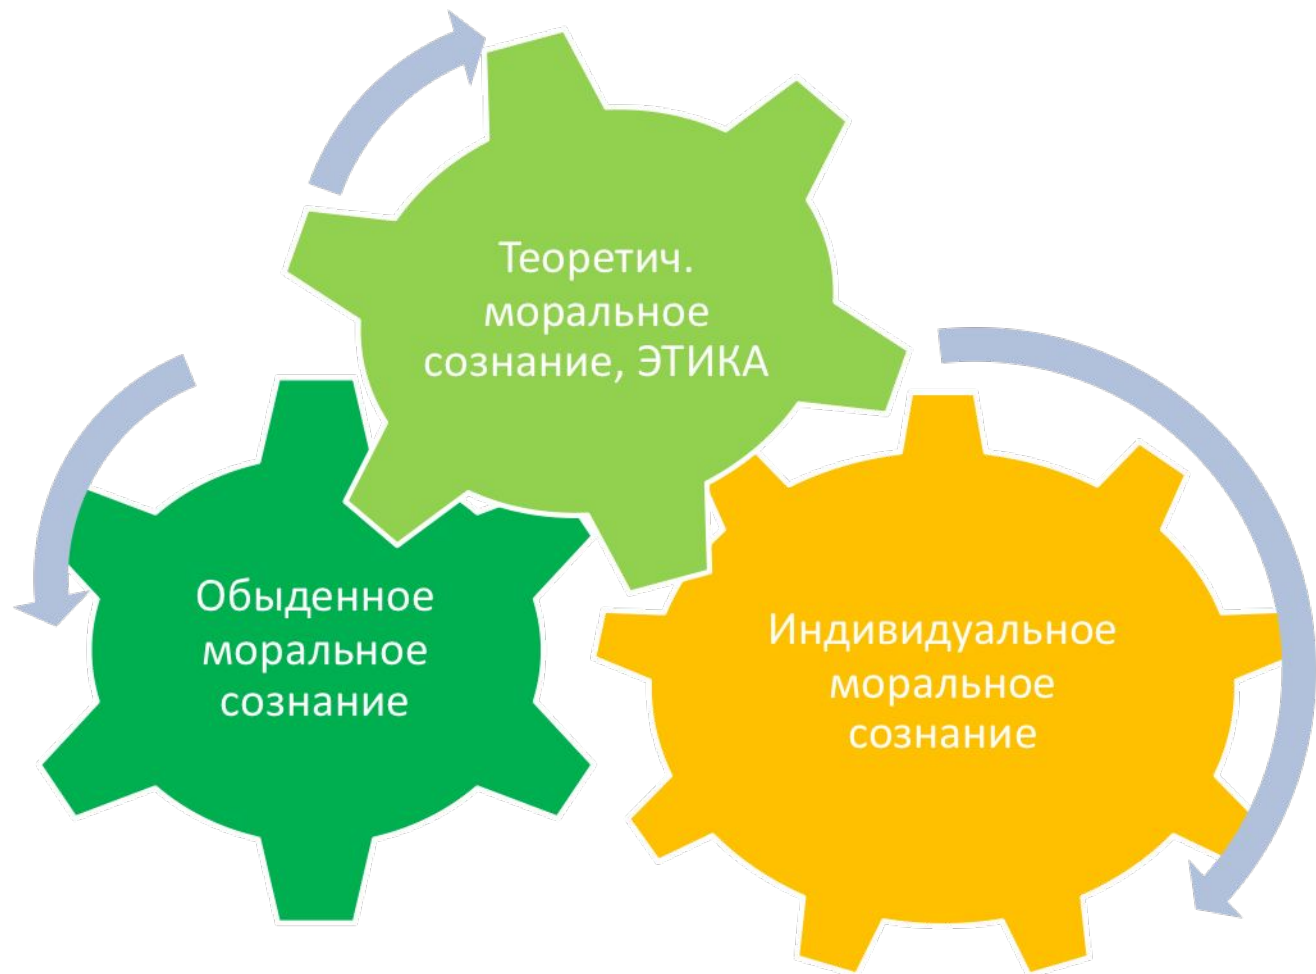 Теоретич.
моральное
сознание, ЭТИКА
Обыденное
моральное
сознание
Индивидуальное
моральное
сознание